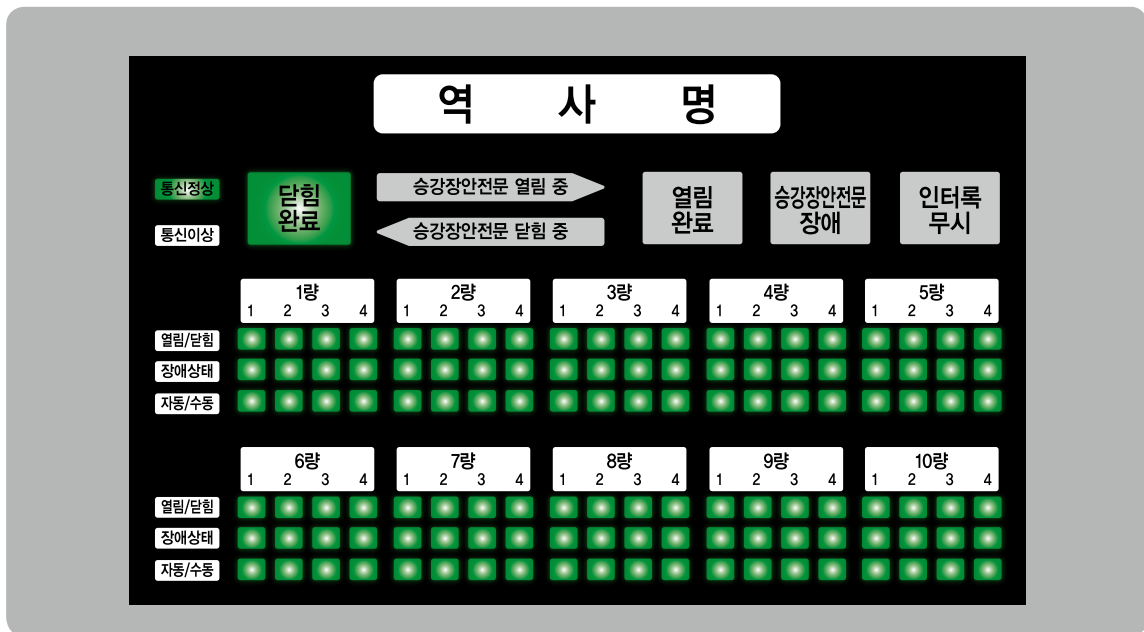 역 사 명
통신정상
닫힘
완료
승강장안전문 열림 중
열림
완료
승강장안전문
장애
인터록
무시
통신이상
승강장안전문 닫힘 중
1량 2량 3량 4량 5량
1 2 3 4 1 2 3 4 1 2 3 4 1 2 3 4 1 2 3 4
열림/닫힘
장애상태
자동/수동
6량 7량 8량 9량 10량
1 2 3 4 1 2 3 4 1 2 3 4 1 2 3 4 1 2 3 4
열림/닫힘
장애상태
자동/수동